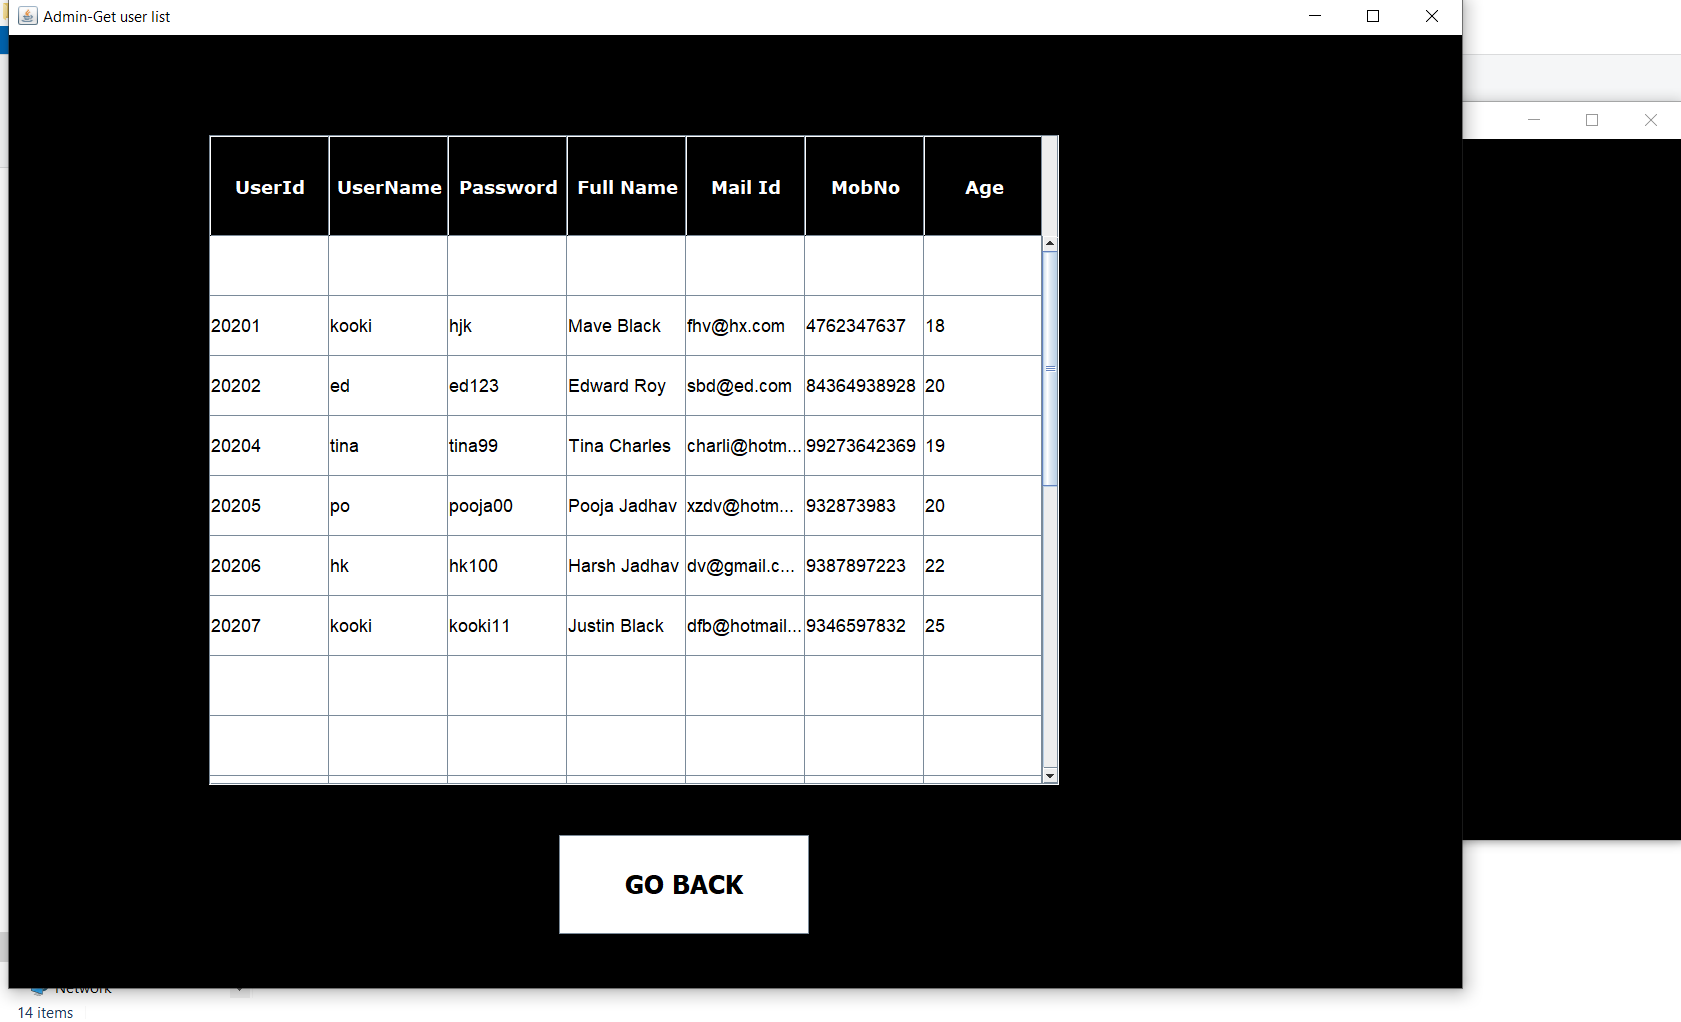 Admin-Get user list
UserId UserName Password Full Name Mail Id MobNo Age
20201 kooki hjk Mave Black fhv@hx.com 4762347637 18
20202 ed ed123 Edward Roy sbd@ed.com 84364938928 20
20204 tina tina99 Tina Charles charli@hotm... 99273642369 19
20205 po pooja00 Pooja Jadhav xzdv@hotm... 932873983 20
20206 hk hk100 Harsh Jadhav dv@gmail.c... 9387897223 22
20207 kooki kooki11 Justin Black dfb@hotmail... 9346597832 25
GO BACK
Network
14 items